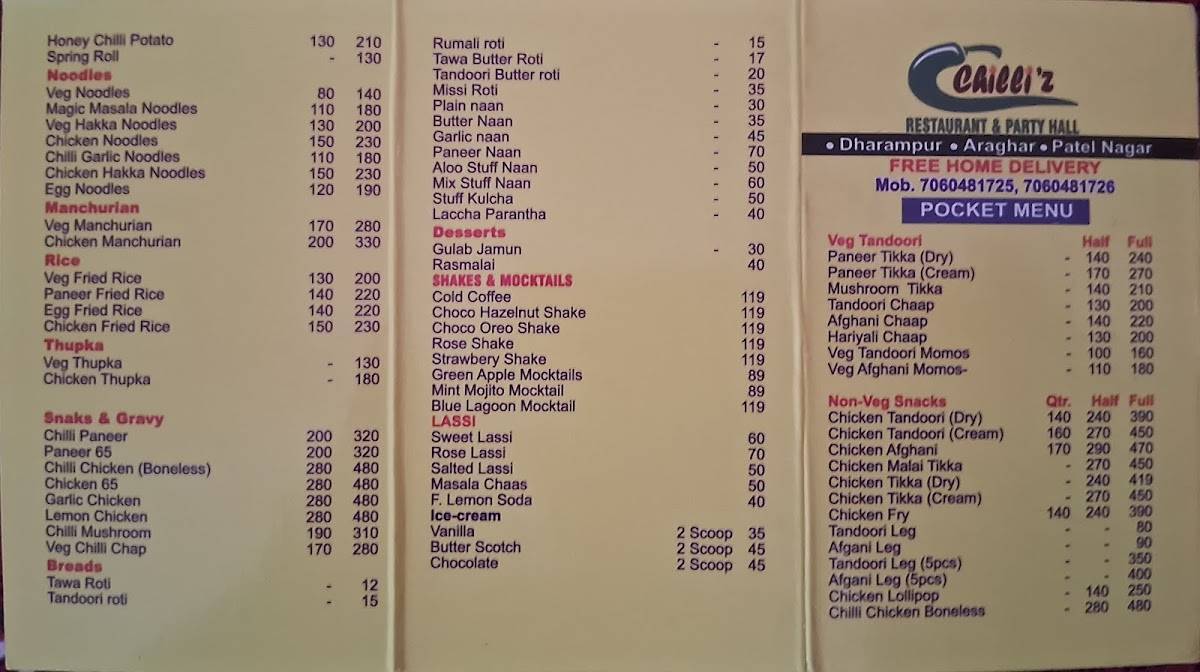 Honey Chilli Potato 130 210
Spring Roll - 130
Noodles
Veg Noodles 80 140
Magic Masala Noodles 110 180
Veg Hakka Noodles 130 200
Chicken Noodles 150 230
Chilli Garlic Noodles 110 180
Chicken Hakka Noodles 150 230
Egg Noodles 120 190
Manchurian
Veg Manchurian 170 280
Chicken Manchurian 200 330
Rice
Veg Fried Rice 130 200
Paneer Fried Rice 140 220
Egg Fried Rice 140 220
Chicken Fried Rice 150 230
Thupka
Veg Thupka - 130
Chicken Thupka - 180
Snaks & Gravy
Chilli Paneer 200 320
Paneer 65 200 320
Chilli Chicken (Boneless) 280 480
Chicken 65 280 480
Garlic Chicken 280 480
Lemon Chicken 280 480
Chilli Mushroom 190 310
Veg Chilli Chap 170 280
Breads
Tawa Roti - 12
Tandoori roti - 15
Rumali roti - 15
Tawa Butter Roti - 17
Tandoori Butter roti - 20
Missi Roti - 35
Plain naan - 30
Butter Naan - 35
Garlic naan - 45
Paneer Naan - 70
Aloo Stuff Naan - 50
Mix Stuff Naan - 60
Stuff Kulcha - 50
Laccha Parantha - 40
Desserts
Gulab Jamun - 30
Rasmalai 40
SHAKES & MOCKTAILS
Cold Coffee 119
Choco Hazelnut Shake 119
Choco Oreo Shake 119
Rose Shake 119
Strawbery Shake 119
Green Apple Mocktails 89
Mint Mojito Mocktail 89
Blue Lagoon Mocktail 119
LASSI
Sweet Lassi 60
Rose Lassi 70
Salted Lassi 50
Masala Chaas 50
F. Lemon Soda 40
Ice-cream
Vanilla 2 Scoop 35
Butter Scotch 2 Scoop 45
Chocolate 2 Scoop 45
Chilli'z
RESTAURANT & PARTY HALL
• Dharampur • Araghar • Patel Nagar
FREE HOME DELIVERY
Mob. 7060481725, 7060481726
POCKET MENU
Veg Tandoori Half Full
Paneer Tikka (Dry) - 140 240
Paneer Tikka (Cream) - 170 270
Mushroom Tikka - 140 210
Tandoori Chaap - 130 200
Afghani Chaap - 140 220
Hariyali Chaap - 130 200
Veg Tandoori Momos - 100 160
Veg Afghani Momos- - 110 180
Non-Veg Snacks Qtr. Half Full
Chicken Tandoori (Dry) 140 240 390
Chicken Tandoori (Cream) 160 270 450
Chicken Afghani 170 290 470
Chicken Malai Tikka - 270 450
Chicken Tikka (Dry) - 240 419
Chicken Tikka (Cream) - 270 450
Chicken Fry 140 240 390
Tandoori Leg - - 80
Afgani Leg - - 90
Tandoori Leg (5pcs) - - 350
Afgani Leg (5pcs) - - 400
Chicken Lollipop - 140 250
Chilli Chicken Boneless - 280 480